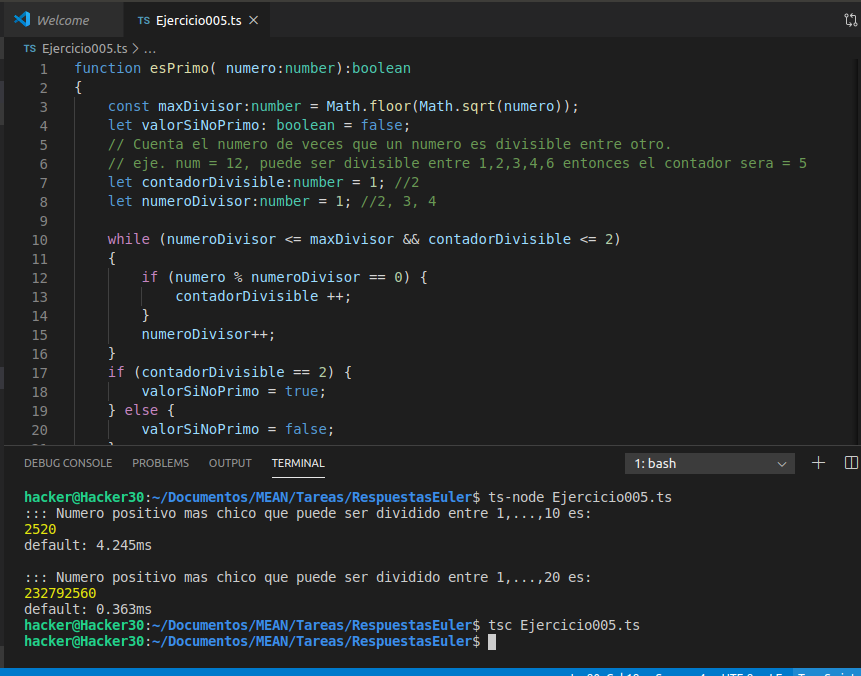 Welcome
TS Ejercicio005.ts
TS Ejercicio005.ts > ...
1 function esPrimo( numero:number):boolean
2 {
3 const maxDivisor:number = Math.floor(Math.sqrt(numero));
4 let valorSiNoPrimo: boolean = false;
5 // Cuenta el numero de veces que un numero es divisible entre otro.
6 // eje. num = 12, puede ser divisible entre 1,2,3,4,6 entonces el contador sera = 5
7 let contadorDivisible:number = 1; //2
8 let numeroDivisor:number = 1; //2, 3, 4
9
10 while (numeroDivisor <= maxDivisor && contadorDivisible <= 2)
11 {
12 if (numero % numeroDivisor == 0) {
13 contadorDivisible ++;
14 }
15 numeroDivisor++;
16 }
17 if (contadorDivisible == 2) {
18 valorSiNoPrimo = true;
19 } else {
20 valorSiNoPrimo = false;
DEBUG CONSOLE PROBLEMS OUTPUT TERMINAL 1: bash
hacker@Hacker30:~/Documentos/MEAN/Tareas/RespuestasEuler$ ts-node Ejercicio005.ts
::: Numero positivo mas chico que puede ser dividido entre 1,...,10 es:
2520
default: 4.245ms
::: Numero positivo mas chico que puede ser dividido entre 1,...,20 es:
232792560
default: 0.363ms
hacker@Hacker30:~/Documentos/MEAN/Tareas/RespuestasEuler$ tsc Ejercicio005.ts
hacker@Hacker30:~/Documentos/MEAN/Tareas/RespuestasEuler$